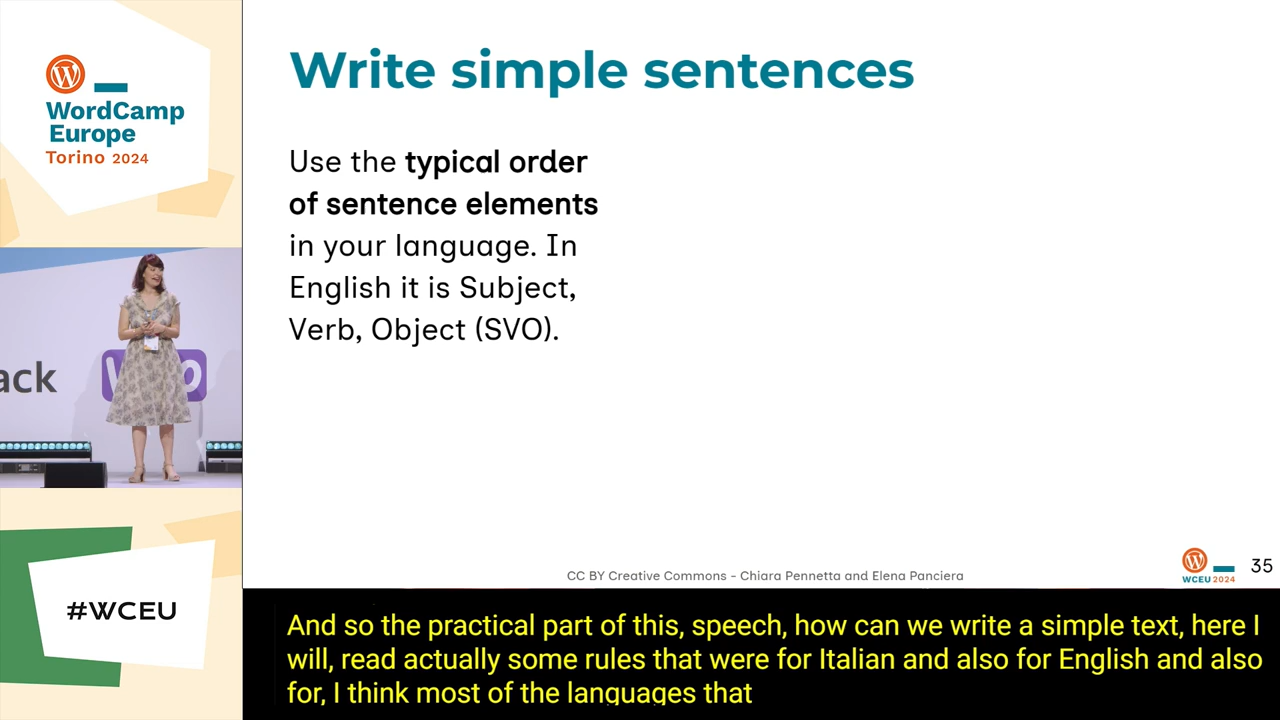 WordCamp
Europe
Torino 2024
ack
#WCEU
Write simple sentences
Use the typical order
of sentence elements
in your language. In
English it is Subject,
Verb, Object (SVO).
CC BY Creative Commons - Chiara Pennetta and Elena Panciera
WCEU 2024
35
And so the practical part of this, speech, how can we write a simple text, here I
will, read actually some rules that were for Italian and also for English and also
for, I think most of the languages that